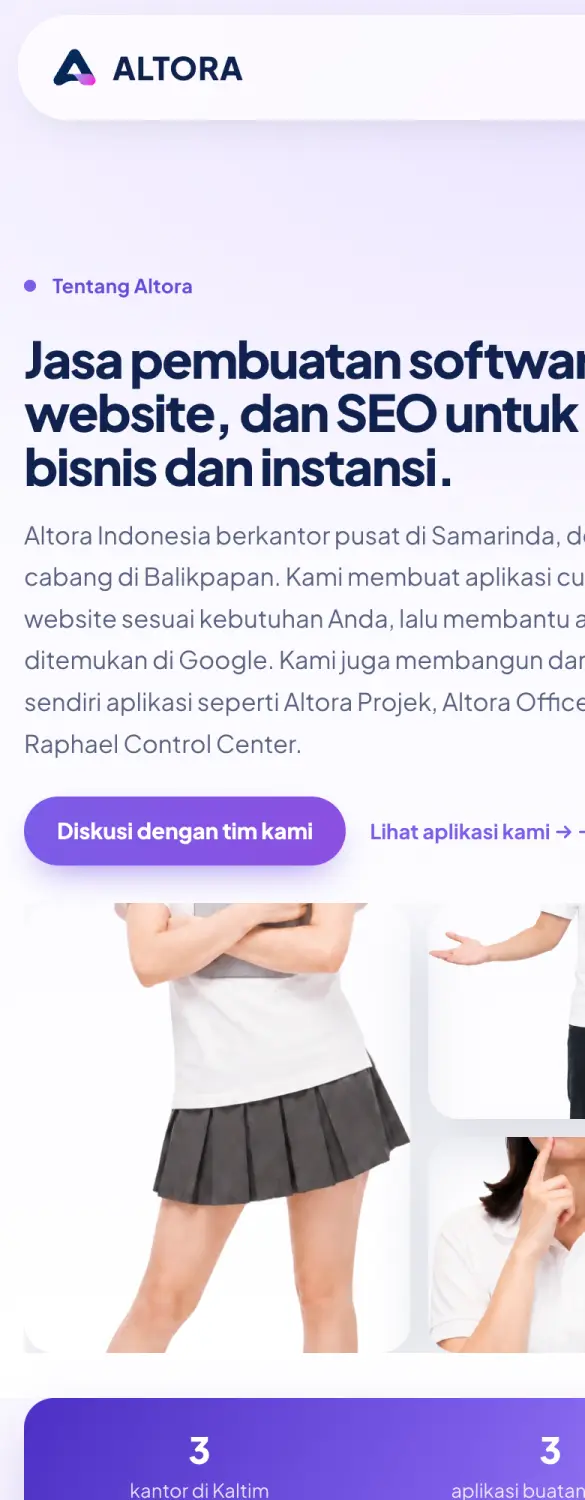 ALTORA
Tentang Altora
Jasa pembuatan softwar
website, dan SEO untuk
bisnis dan instansi.
Altora Indonesia berkantor pusat di Samarinda, d
cabang di Balikpapan. Kami membuat aplikasi cu
website sesuai kebutuhan Anda, lalu membantu a
ditemukan di Google. Kami juga membangun dan
sendiri aplikasi seperti Altora Projek, Altora Office
Raphael Control Center.
Diskusi dengan tim kami
Lihat aplikasi kami →
3
kantor di Kaltim
3
aplikasi buatan